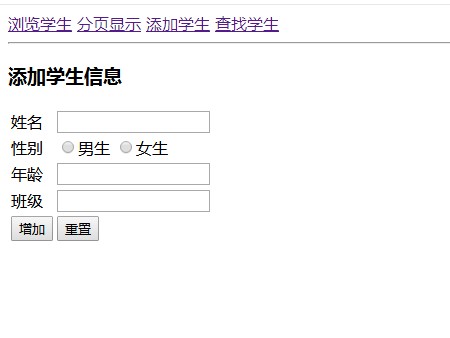 浏览学生 分页显示 添加学生 查找学生
添加学生信息
姓名
性别 男生 女生
年龄
班级
增加 重置